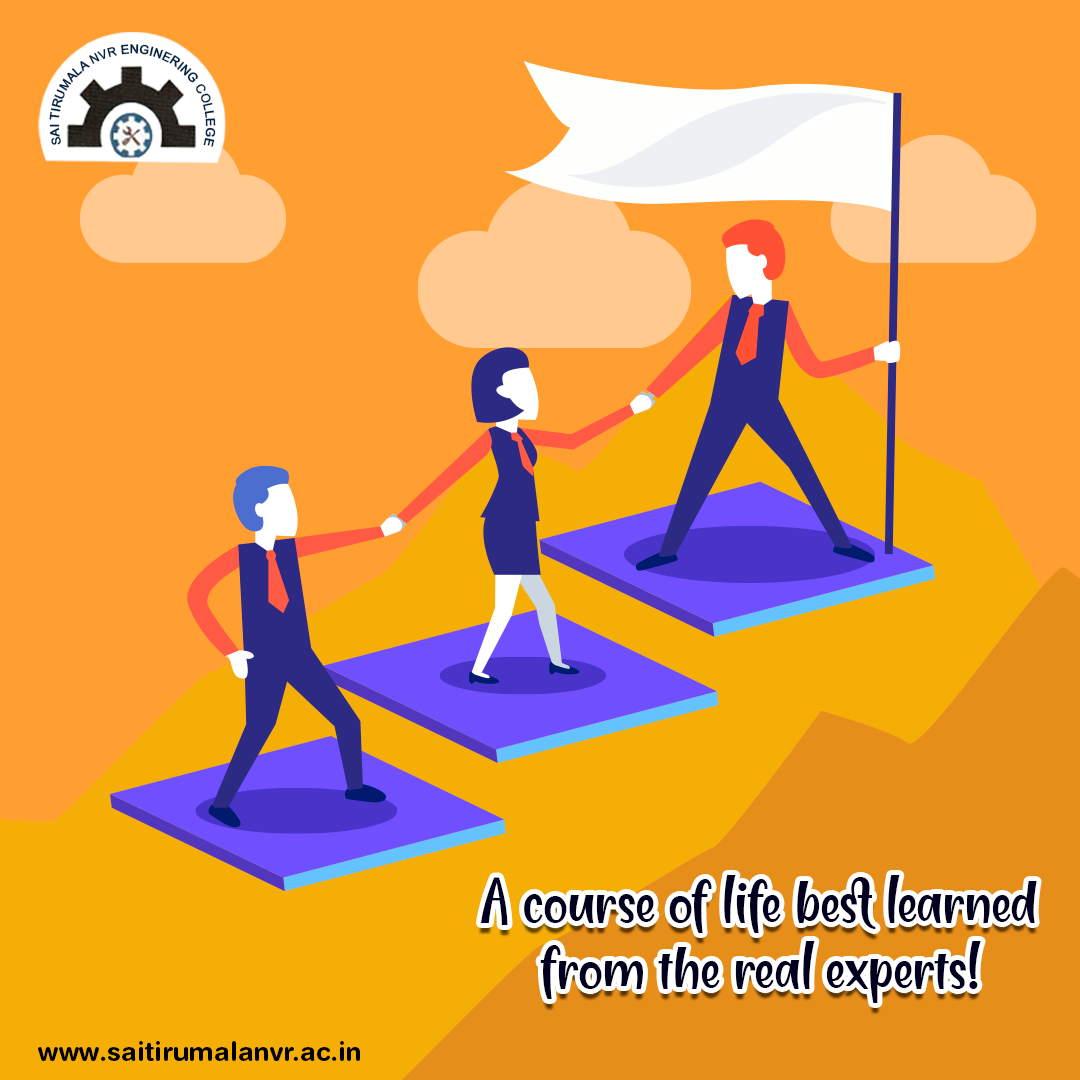 SAI TIRUMALA NVR ENGINERING COLLEGE
A course of life best learned
from the real experts!
www.saitirumalanvr.ac.in